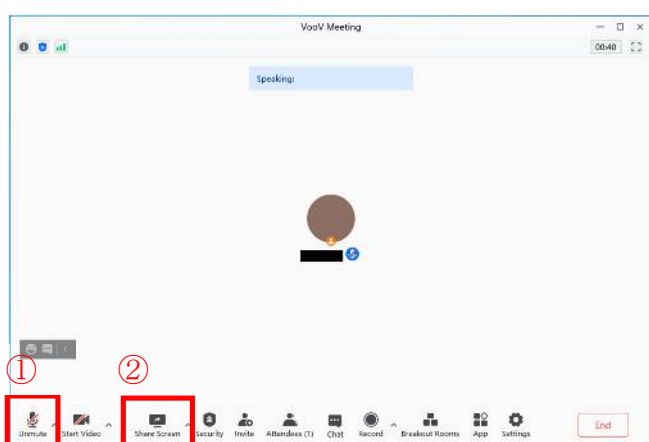 VooV Meeting
00:40
Speaking:
① ②
Unmute Start Video Share Screen Security Invite Attendees (1) Chat Record Breakout Rooms App Settings End